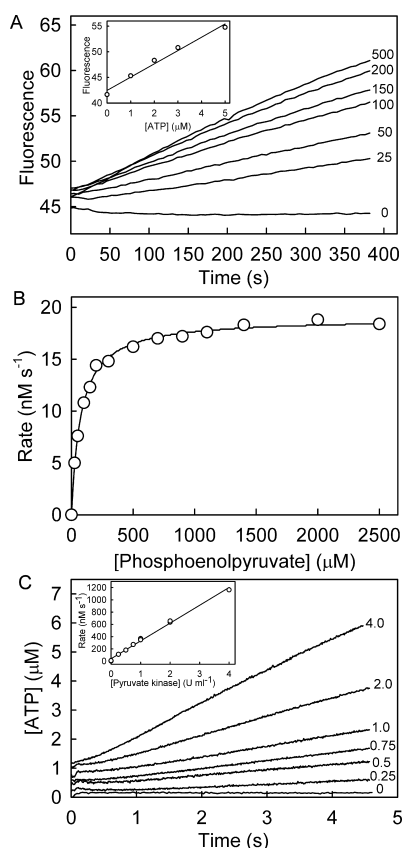 A
65
60
55
50
45
Fluorescence
55
50
45
40
Fluorescence
0 1 2 3 4 5
[ATP] (μM)
500
200
150
100
50
25
0
0 50 100 150 200 250 300 350 400
Time (s)
B
20
15
10
5
0
Rate (nM s-1)
0 500 1000 1500 2000 2500
[Phosphoenolpyruvate] (μM)
C
7
6
5
4
3
2
1
0
[ATP] (μM)
1200
1000
800
600
400
200
0
Rate (nM s-1)
0 1 2 3 4
[Pyruvate kinase] (U ml-1)
4.0
2.0
1.0
0.75
0.5
0.25
0
0 1 2 3 4 5
Time (s)